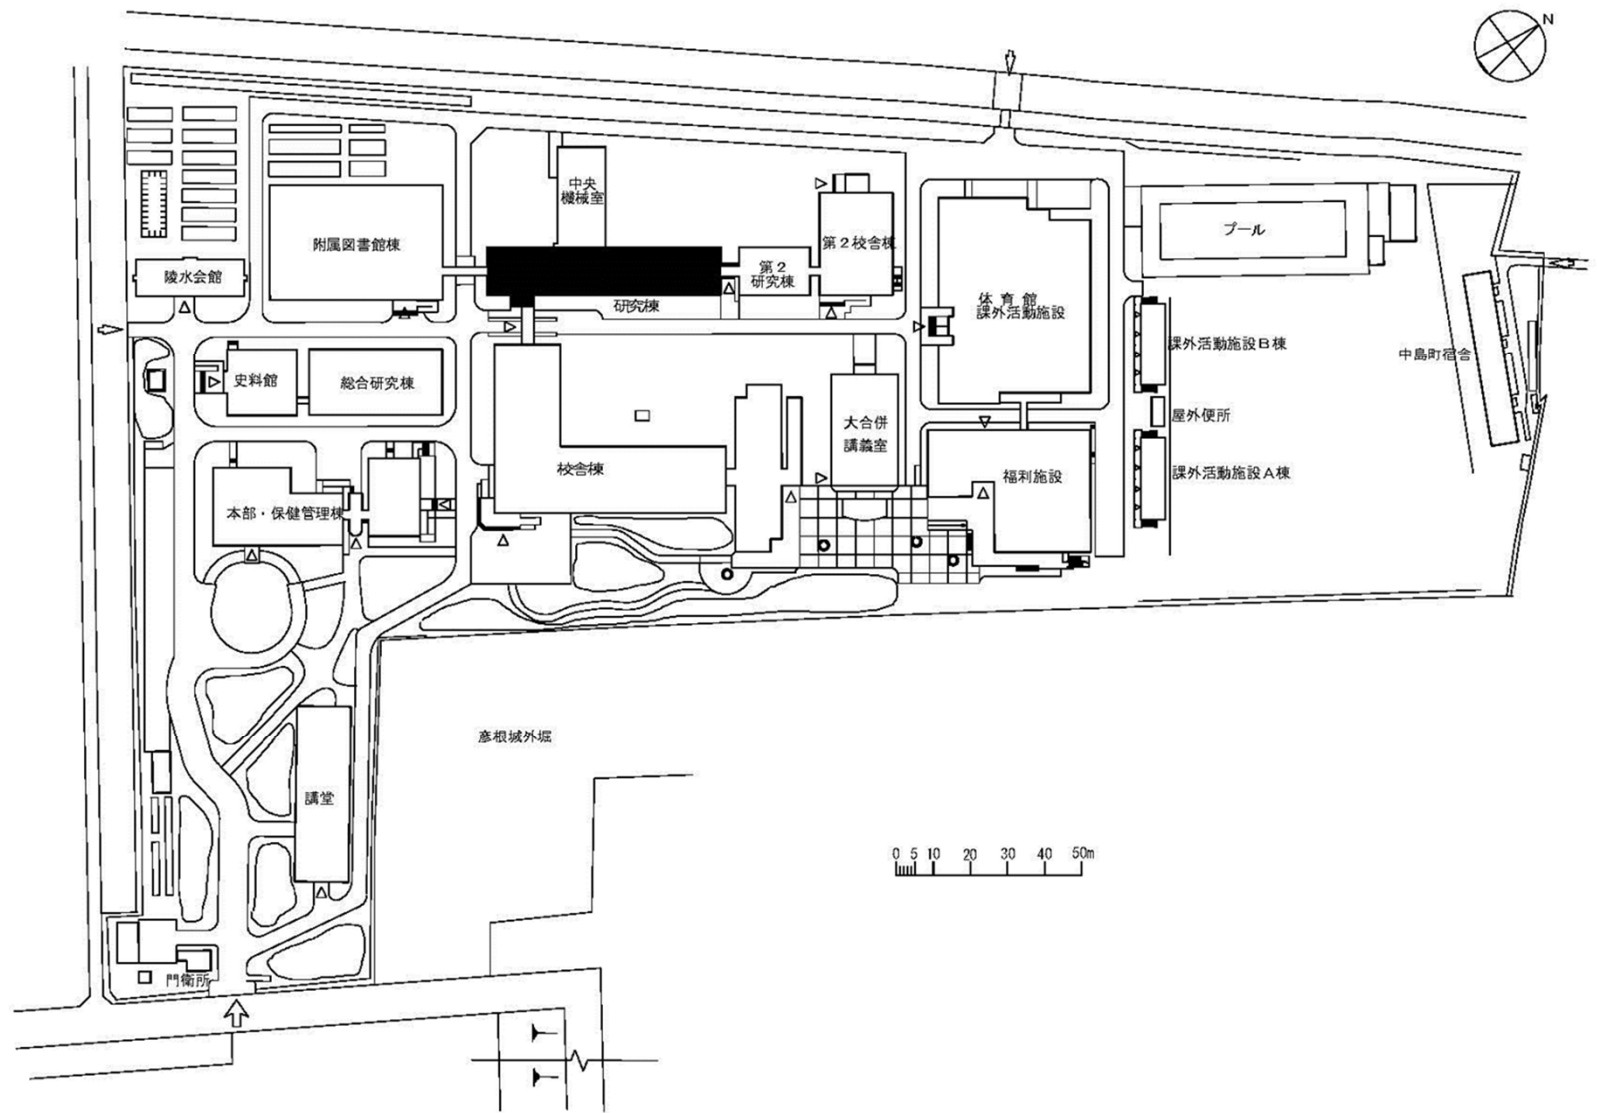 N
中央
機械室
附属図書館棟
第2校舎棟
プール
陵水会館
第2
研究棟
研究棟
体育館
課外活動施設
課外活動施設B棟
中島町宿舎
史料館
総合研究棟
屋外便所
大合併
講義室
校舎棟
福利施設
課外活動施設A棟
本部・保健管理棟
彦根城外堀
講堂
0 5 10 20 30 40 50m
門衛所